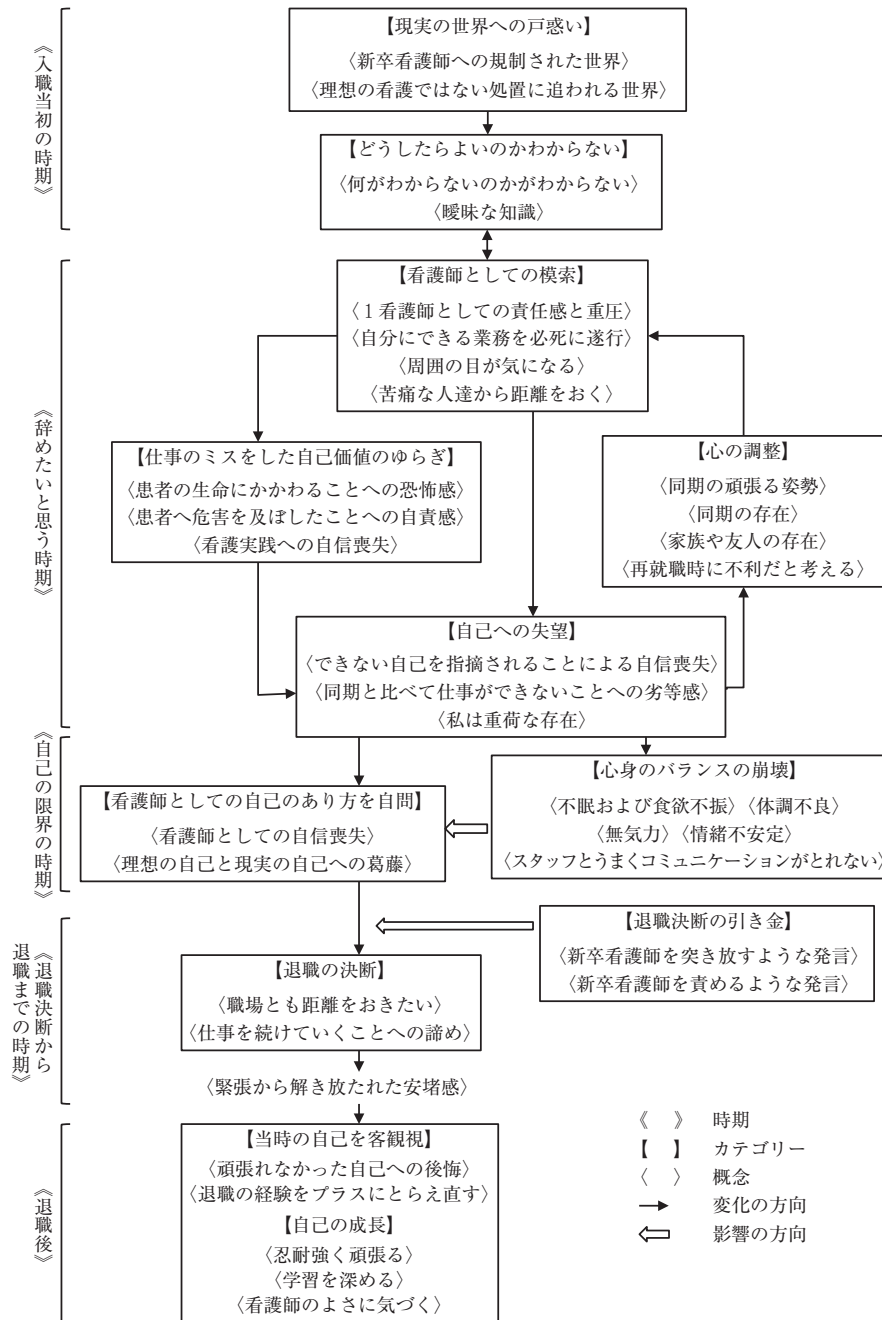 《入職当初の時期》
【現実の世界への戸惑い】
〈新卒看護師への規制された世界〉
〈理想の看護ではない処置に追われる世界〉
【どうしたらよいのかわからない】
〈何がわからないのかがわからない〉
〈曖昧な知識〉
《辞めたいと思う時期》
【看護師としての模索】
〈１看護師としての責任感と重圧〉
〈自分にできる業務を必死に遂行〉
〈周囲の目が気になる〉
〈苦痛な人達から距離をおく〉
【仕事のミスをした自己価値のゆらぎ】
〈患者の生命にかかわることへの恐怖感〉
〈患者へ危害を及ぼしたことへの自責感〉
〈看護実践への自信喪失〉
【心の調整】
〈同期の頑張る姿勢〉
〈同期の存在〉
〈家族や友人の存在〉
〈再就職時に不利だと考える〉
【自己への失望】
〈できない自己を指摘されることによる自信喪失〉
〈同期と比べて仕事ができないことへの劣等感〉
〈私は重荷な存在〉
《自己の限界の時期》
【看護師としての自己のあり方を自問】
〈看護師としての自信喪失〉
〈理想の自己と現実の自己への葛藤〉
【心身のバランスの崩壊】
〈不眠および食欲不振〉〈体調不良〉
〈無気力〉〈情緒不安定〉
〈スタッフとうまくコミュニケーションがとれない〉
《退職決断から
退職までの時期》
【退職決断の引き金】
〈新卒看護師を突き放すような発言〉
〈新卒看護師を責めるような発言〉
【退職の決断】
〈職場とも距離をおきたい〉
〈仕事を続けていくことへの諦め〉
〈緊張から解き放たれた安堵感〉
《退職後》
【当時の自己を客観視】
〈頑張れなかった自己への後悔〉
〈退職の経験をプラスにとらえ直す〉
【自己の成長】
〈忍耐強く頑張る〉
〈学習を深める〉
〈看護師のよさに気づく〉
《　》 時期
【　】 カテゴリー
〈　〉 概念
変化の方向
影響の方向